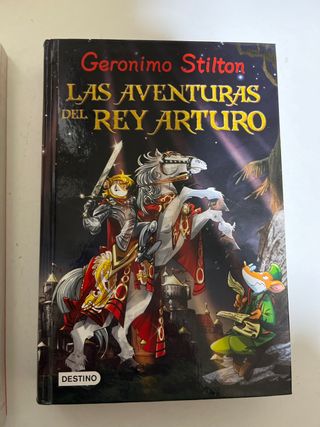 Geronimo Stilton
LAS AVENTURAS
DEL REY ARTURO
DESTINO